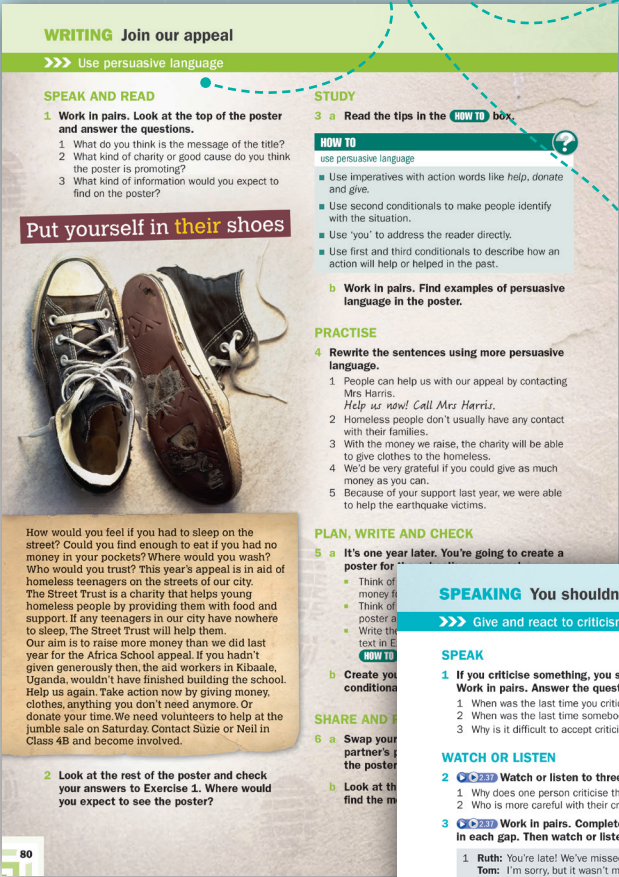 WRITING Join our appeal
>>> Use persuasive language
SPEAK AND READ
1 Work in pairs. Look at the top of the poster
and answer the questions.
1 What do you think is the message of the title?
2 What kind of charity or good cause do you think
the poster is promoting?
3 What kind of information would you expect to
find on the poster?
Put yourself in their shoes
How would you feel if you had to sleep on the
street? Could you find enough to eat if you had no
money in your pockets? Where would you wash?
Who would you trust? This year's appeal is in aid of
homeless teenagers on the streets of our city.
The Street Trust is a charity that helps young
homeless people by providing them with food and
support. If any teenagers in our city have nowhere
to sleep, The Street Trust will help them.
Our aim is to raise more money than we did last
year for the Africa School appeal. If you hadn't
given generously then, the aid workers in Kibaale,
Uganda, wouldn't have finished building the school.
Help us again. Take action now by giving money,
clothes, anything you don't need anymore. Or
donate your time. We need volunteers to help at the
jumble sale on Saturday. Contact Suzie or Neil in
Class 4B and become involved.
2 Look at the rest of the poster and check
your answers to Exercise 1. Where would
you expect to see the poster?
80
STUDY
3 a Read the tips in the HOW TO box.
HOW TO
?
use persuasive language
Use imperatives with action words like help, donate
and give.
Use second conditionals to make people identify
with the situation.
Use 'you' to address the reader directly.
Use first and third conditionals to describe how an
action will help or helped in the past.
b Work in pairs. Find examples of persuasive
language in the poster.
PRACTISE
4 Rewrite the sentences using more persuasive
language.
1 People can help us with our appeal by contacting
Mrs Harris.
Help us now! Call Mrs Harris.
2 Homeless people don't usually have any contact
with their families.
3 With the money we raise, the charity will be able
to give clothes to the homeless.
4 We'd be very grateful if you could give as much
money as you can.
5 Because of your support last year, we were able
to help the earthquake victims.
PLAN, WRITE AND CHECK
5 a It's one year later. You're going to create a
poster for
Think of
money f
Think of
poster a
Write the
text in E
HOW TO
b Create you
conditiona
SHARE AND
6 a Swap your
partner's p
the poster
b Look at th
find the m
SPEAKING You shouldn
>>> Give and react to criticis
SPEAK
1 If you criticise something, you s
Work in pairs. Answer the quest
1 When was the last time you critic
2 When was the last time somebo
3 Why is it difficult to accept critici
WATCH OR LISTEN
2 2.37 Watch or listen to three
1 Why does one person criticise th
2 Who is more careful with their cr
3 2.37 Work in pairs. Complete
in each gap. Then watch or liste
1 Ruth: You're late! We've missed
Tom: I'm sorry, but it wasn't m